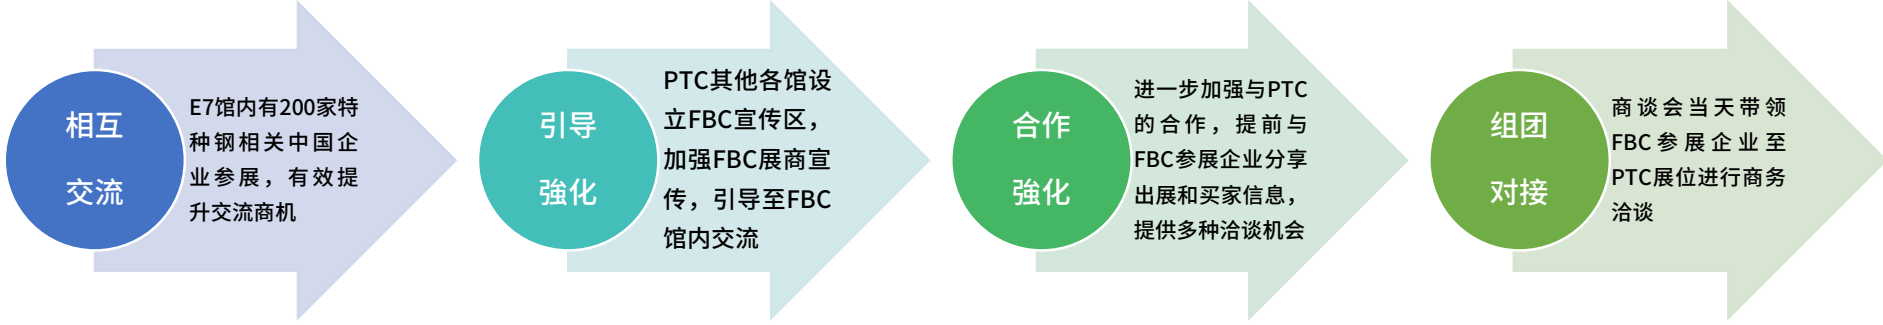 相互
交流
E7馆内有200家特
种钢相关中国企
业参展，有效提
升交流商机
引导
強化
PTC其他各馆设
立FBC宣传区，
加强FBC展商宣
传，引导至FBC
馆内交流
合作
強化
进一步加强与PTC
的合作，提前与
FBC参展企业分享
出展和买家信息，
提供多种洽谈机会
组团
对接
商谈会当天带领
FBC参展企业至
PTC展位进行商务
洽谈